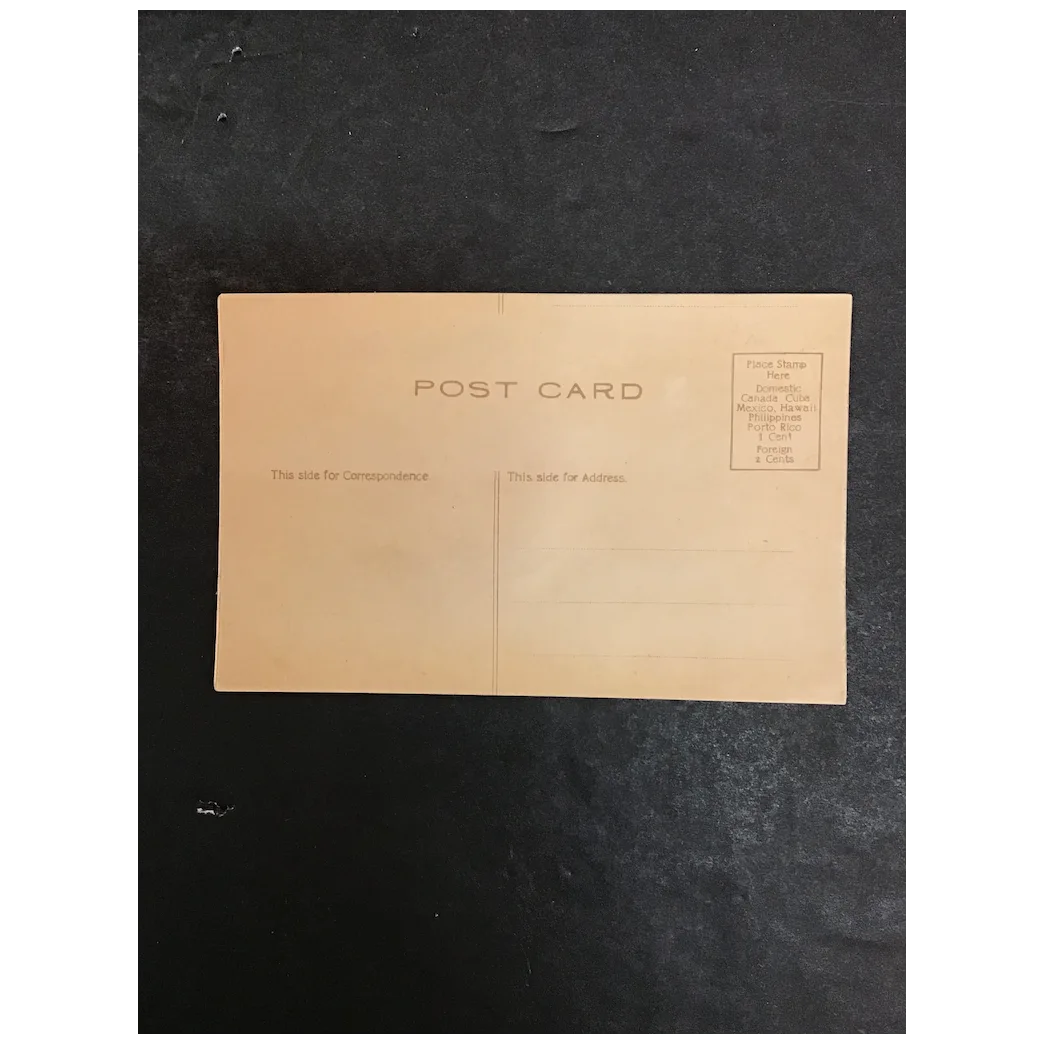 POST CARD
Place Stamp
Here
Domestic
Canada Cuba
Mexico, Hawaii
Philippines
Porto Rico
1 Cent
Foreign
2 Cents
This side for Correspondence.
This side for Address.